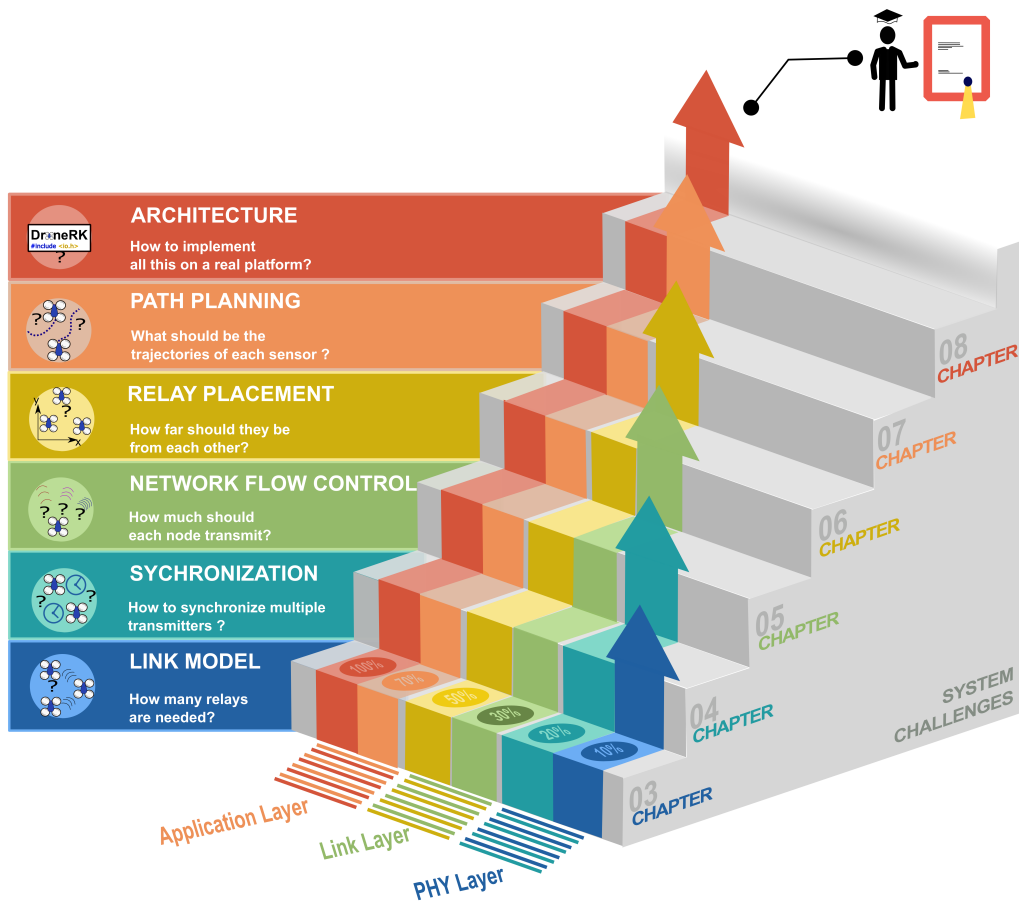 DroneRK
#include <io.h>
?
ARCHITECTURE
How to implement
all this on a real platform?
? ?
PATH PLANNING
What should be the
trajectories of each sensor ?
y
?
x
RELAY PLACEMENT
How far should they be
from each other?
? ? ?
NETWORK FLOW CONTROL
How much should
each node transmit?
? ?
SYCHRONIZATION
How to synchronize multiple
transmitters ?
?
LINK MODEL
How many relays
are needed?
100%
70%
50%
30%
20%
10%
Application Layer
Link Layer
PHY Layer
08
CHAPTER
07
CHAPTER
06
CHAPTER
05
CHAPTER
04
CHAPTER
03
CHAPTER
SYSTEM
CHALLENGES